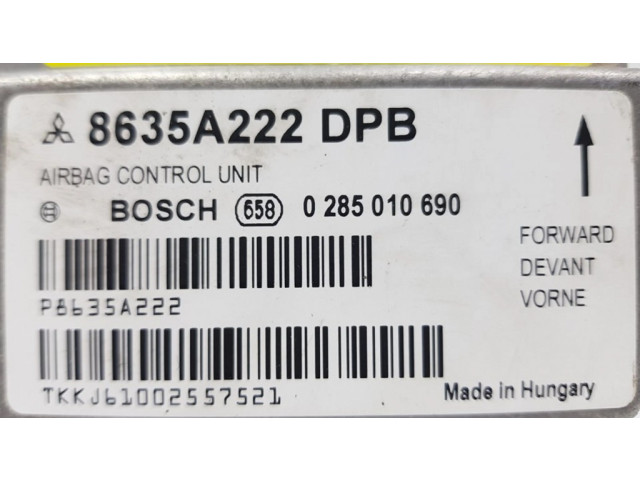 8635A222 DPB
AIRBAG CONTROL UNIT
BOSCH 658 0 285 010 690
FORWARD
DEVANT
VORNE
P8635A222
TKKJ61002557521
Made in Hungary